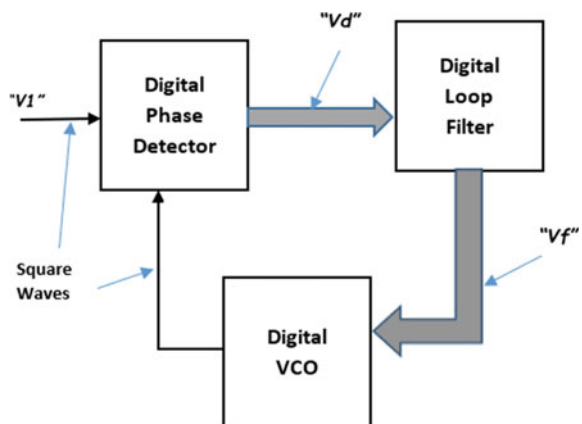 "Vd"
Digital
Phase
Detector
Digital
Loop
Filter
"V1"
"Vf"
Square
Waves
Digital
VCO